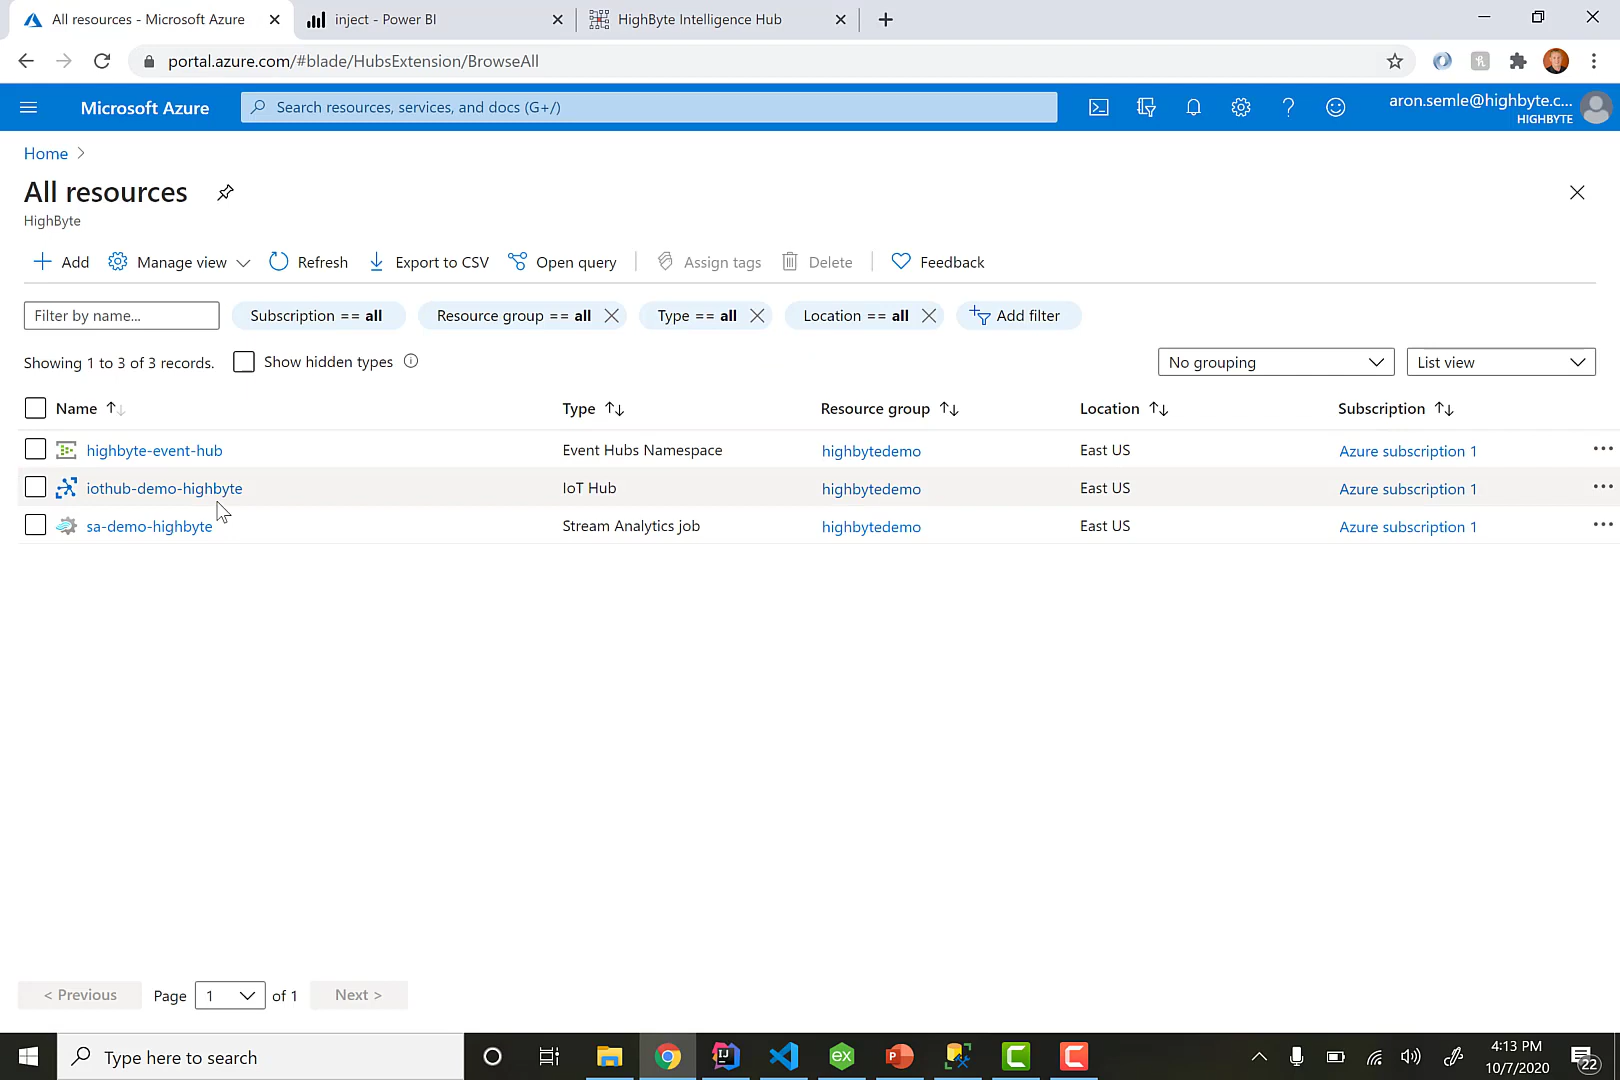 All resources - Microsoft Azure
inject - Power BI
HighByte Intelligence Hub
portal.azure.com/#blade/HubsExtension/BrowseAll
Microsoft Azure
Search resources, services, and docs (G+/)
aron.semle@highbyte.c...
HIGHBYTE
Home
All resources
HighByte
Add
Manage view
Refresh
Export to CSV
Open query
Assign tags
Delete
Feedback
Filter by name...
Subscription == all
Resource group == all
Type == all
Location == all
Add filter
Showing 1 to 3 of 3 records.
Show hidden types
No grouping
List view
Name
Type
Resource group
Location
Subscription
highbyte-event-hub
Event Hubs Namespace
highbytedemo
East US
Azure subscription 1
iothub-demo-highbyte
IoT Hub
highbytedemo
East US
Azure subscription 1
sa-demo-highbyte
Stream Analytics job
highbytedemo
East US
Azure subscription 1
< Previous
Page 1 of 1
Next >
Type here to search
4:13 PM
10/7/2020
22